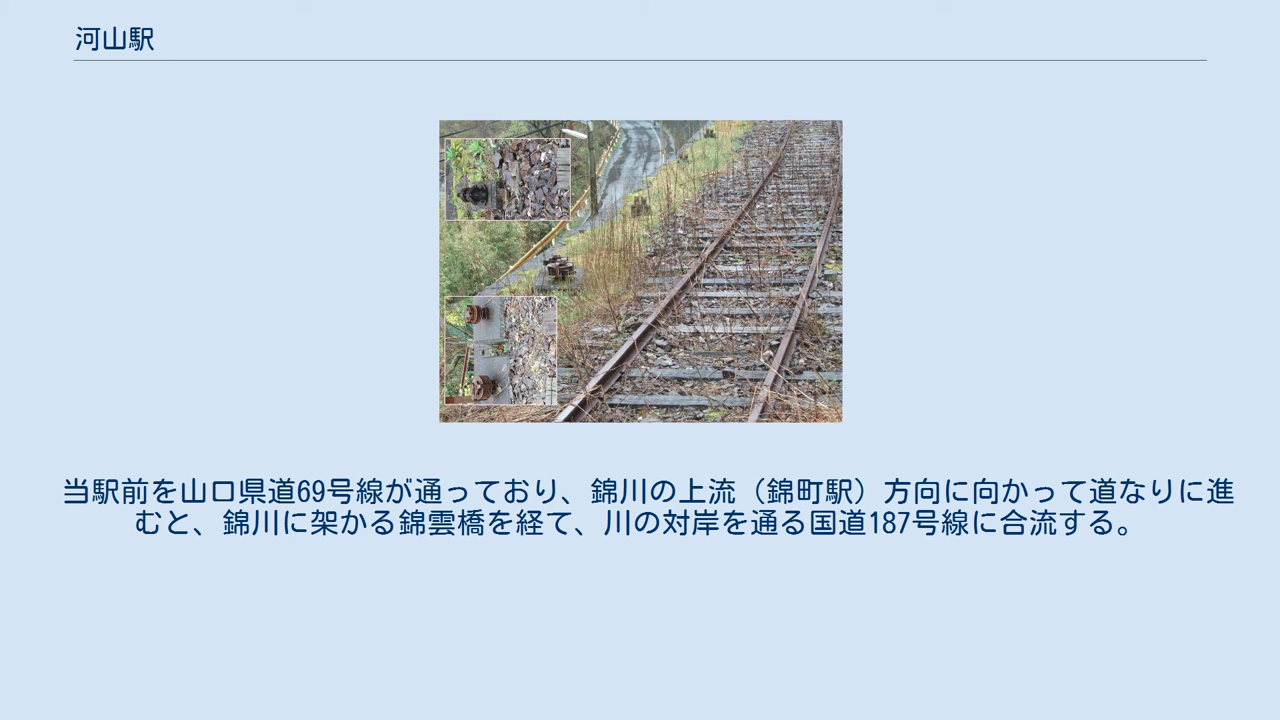 河山駅
当駅前を山口県道69号線が通っており、錦川の上流（錦町駅）方向に向かって道なりに進
むと、錦川に架かる錦雲橋を経て、川の対岸を通る国道187号線に合流する。